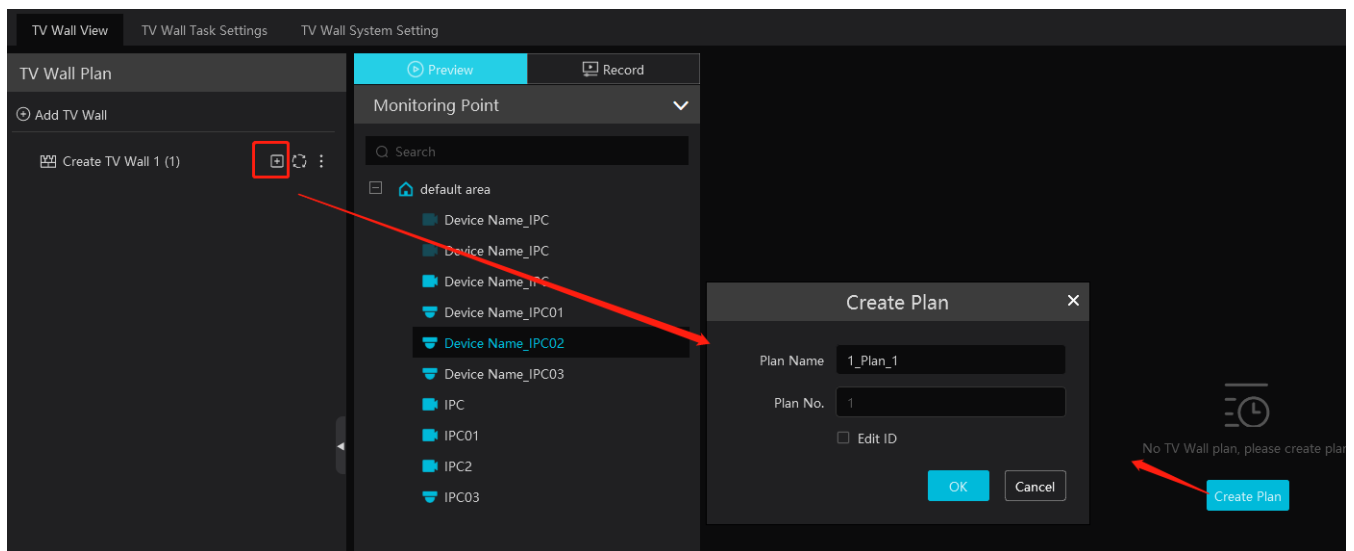 TV Wall View TV Wall Task Settings TV Wall System Setting
TV Wall Plan
Add TV Wall
Create TV Wall 1 (1)
Preview Record
Monitoring Point
Search
default area
Device Name_IPC
Device Name_IPC
Device Name_IPC
Device Name_IPC01
Device Name_IPC02
Device Name_IPC03
IPC
IPC01
IPC2
IPC03
Create Plan
Plan Name 1_Plan_1
Plan No. 1
Edit ID
OK Cancel
No TV Wall plan, please create plan
Create Plan